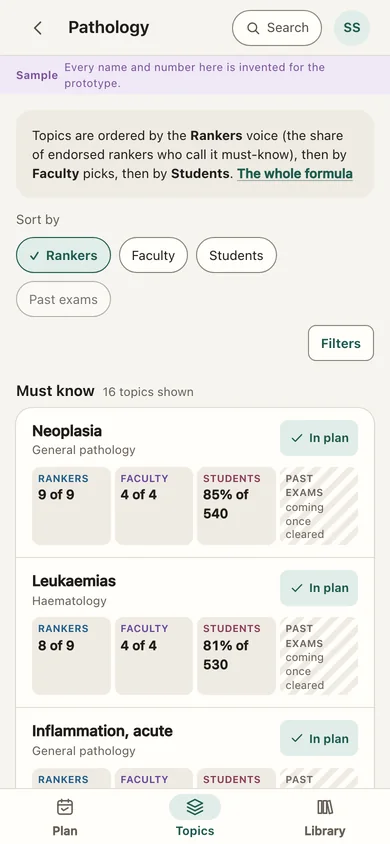 Pathology
Search
SS
Sample
Every name and number here is invented for the
prototype.
Topics are ordered by the Rankers voice (the share
of endorsed rankers who call it must-know), then by
Faculty picks, then by Students. The whole formula
Sort by
Rankers
Faculty
Students
Past exams
Filters
Must know 16 topics shown
Neoplasia
General pathology
In plan
RANKERS
9 of 9
FACULTY
4 of 4
STUDENTS
85% of
540
PAST
EXAMS
coming
once
cleared
Leukaemias
Haematology
In plan
RANKERS
8 of 9
FACULTY
4 of 4
STUDENTS
81% of
530
PAST
EXAMS
coming
once
cleared
Inflammation, acute
General pathology
In plan
RANKERS
FACULTY
STUDENTS
PAST
Plan
Topics
Library